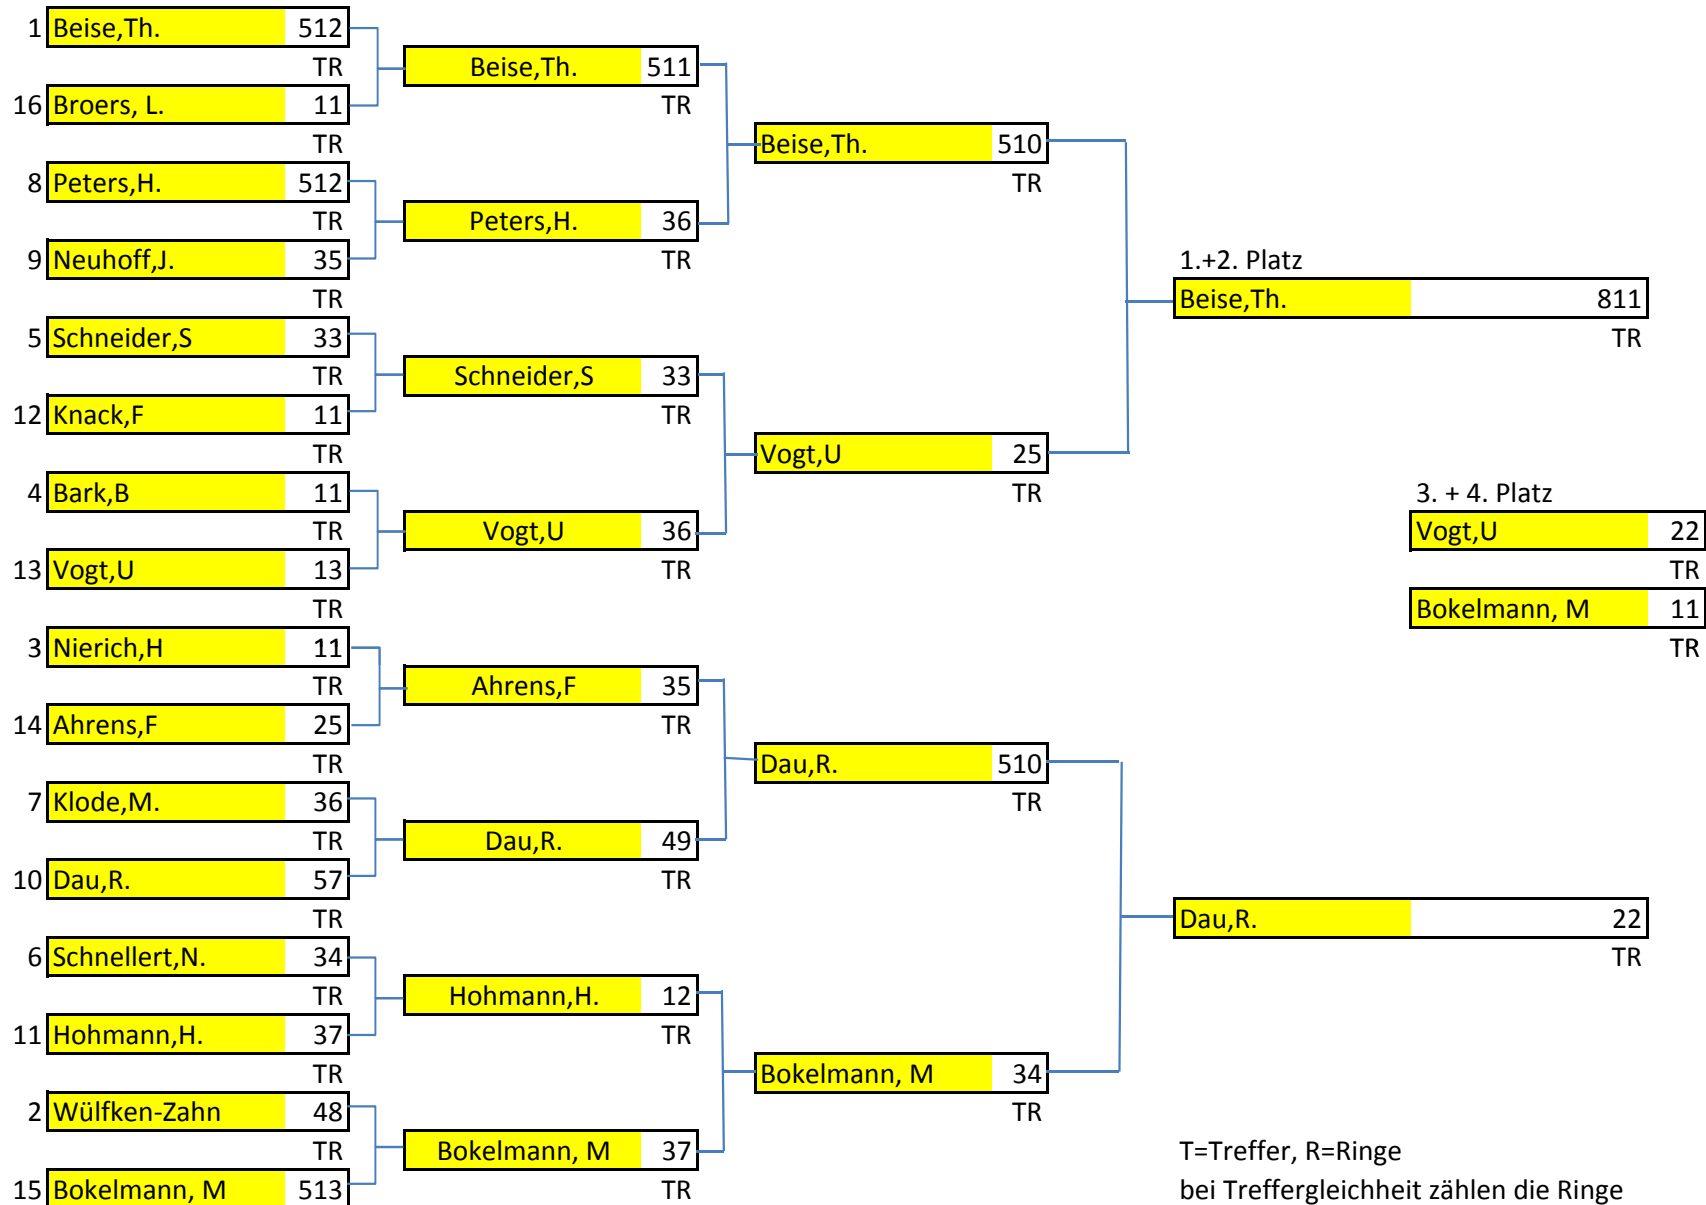 1 Beise,Th. 512
TR
16 Broers, L. 11
TR
8 Peters,H. 512
TR
9 Neuhoff,J. 35
TR
5 Schneider,S 33
TR
12 Knack,F 11
TR
4 Bark,B 11
TR
13 Vogt,U 13
TR
3 Nierich,H 11
TR
14 Ahrens,F 25
TR
7 Klode,M. 36
TR
10 Dau,R. 57
TR
6 Schnellert,N. 34
TR
11 Hohmann,H. 37
TR
2 Wülfken-Zahn 48
TR
15 Bokelmann, M 513
Beise,Th. 511
TR
Peters,H. 36
TR
Schneider,S 33
TR
Vogt,U 36
TR
Ahrens,F 35
TR
Dau,R. 49
TR
Hohmann,H. 12
TR
Bokelmann, M 37
TR
Beise,Th. 510
TR
Vogt,U 25
TR
Dau,R. 510
TR
Bokelmann, M 34
TR
1.+2. Platz
Beise,Th. 811
TR
Dau,R. 22
TR
3. + 4. Platz
Vogt,U 22
TR
Bokelmann, M 11
TR
T=Treffer, R=Ringe
bei Treffergleichheit zählen die Ringe